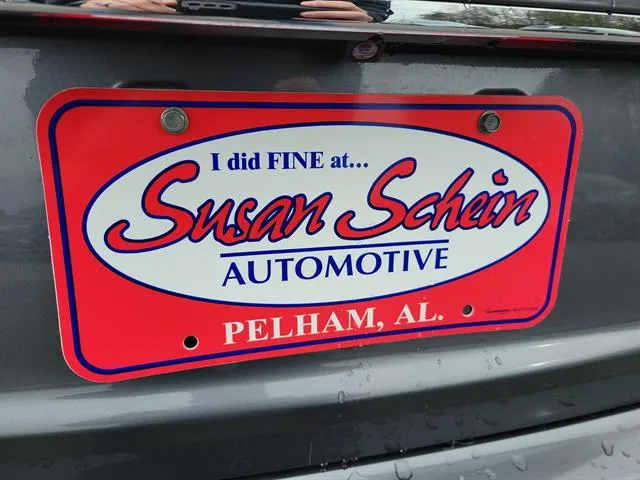 I did FINE at...
Susan Schein
AUTOMOTIVE
PELHAM, AL.